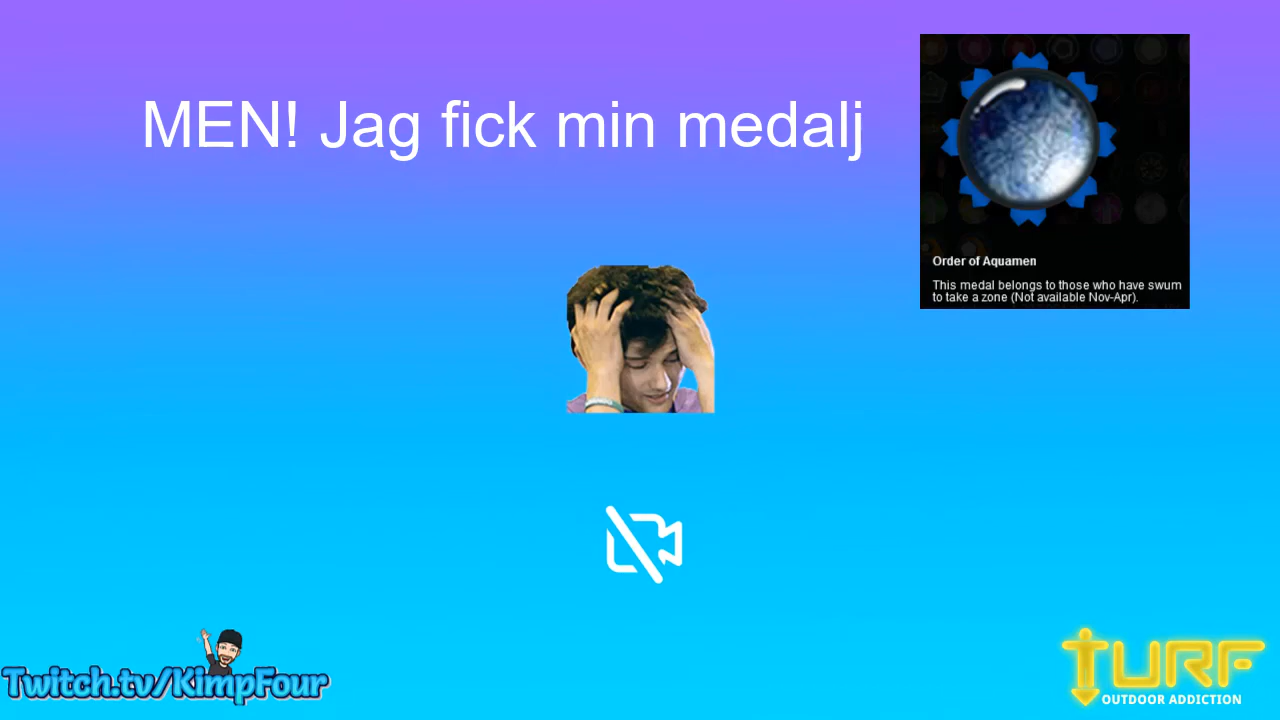 MEN! Jag fick min medalj
Order of Aquamen
This medal belongs to those who have swum
to take a zone (Not available Nov-Apr).
Twitch.tv/KimpFour
TURF
OUTDOOR ADDICTION